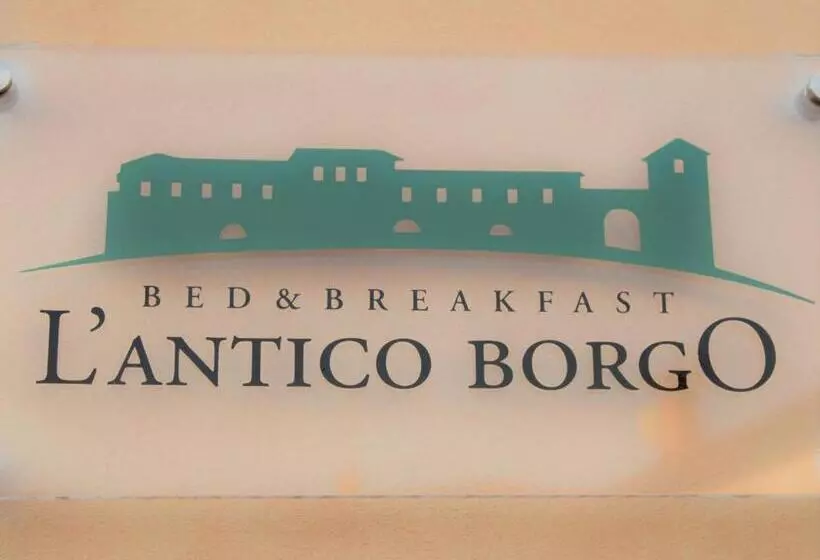 BED & BREAKFAST
L'ANTICO BORGO